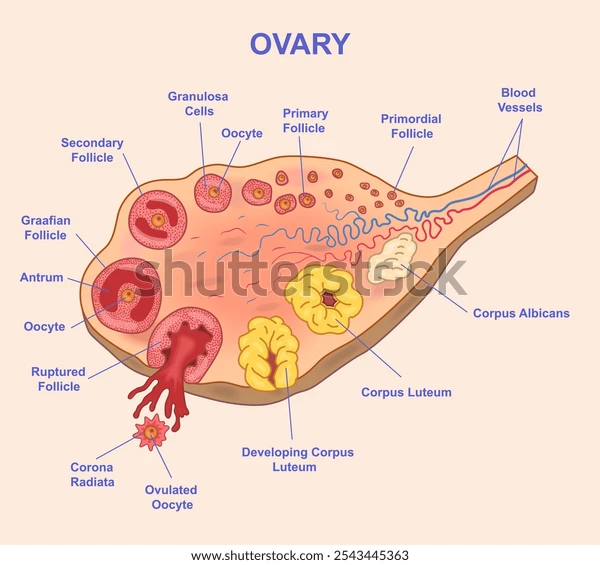 OVARY
Blood
Vessels
Granulosa
Cells
Oocyte
Primary
Follicle
Primordial
Follicle
Secondary
Follicle
Graafian
Follicle
Antrum
Oocyte
Ruptured
Follicle
Corpus Albicans
Corpus Luteum
Developing Corpus
Luteum
Corona
Radiata
Ovulated
Oocyte
shutterstock
shutterstock.com · 2543445363